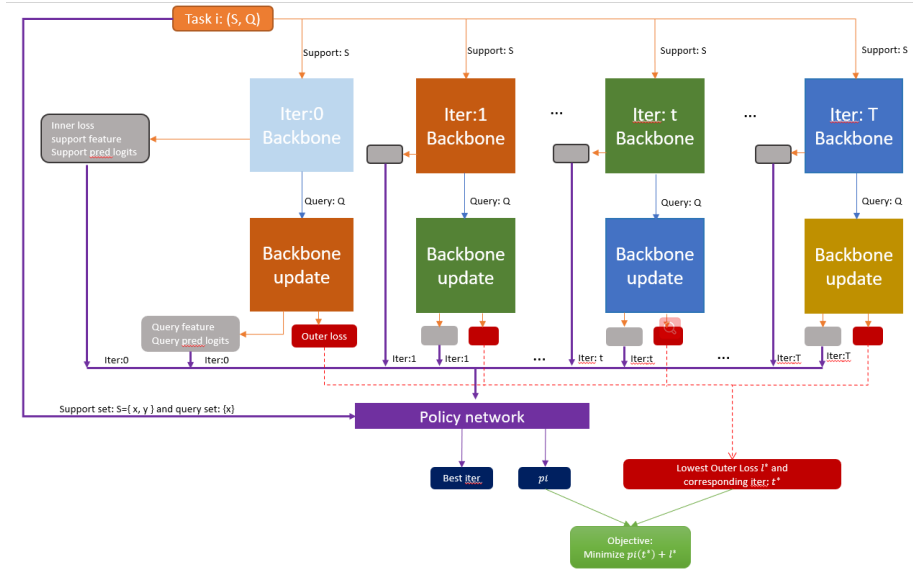 Task i: (S, Q)
Support: S
Support: S
Support: S
Support: S
Iter:0
Backbone
Iter:1
Backbone
...
Iter: t
Backbone
...
Iter: T
Backbone
Inner loss
support feature
Support pred logits
Query: Q
Query: Q
Query: Q
Query: Q
Backbone
update
Backbone
update
Backbone
update
Backbone
update
Query feature
Query pred logits
Outer loss
Iter:0
Iter:0
Iter:1
Iter:1
...
Iter: t
Iter:t
...
Iter:T
Iter:T
Support set: S={ x, y } and query set: {x}
Policy network
Best iter
pi
Lowest Outer Loss l* and
corresponding iter: t*
Objective:
Minimize pi(t*) + l*